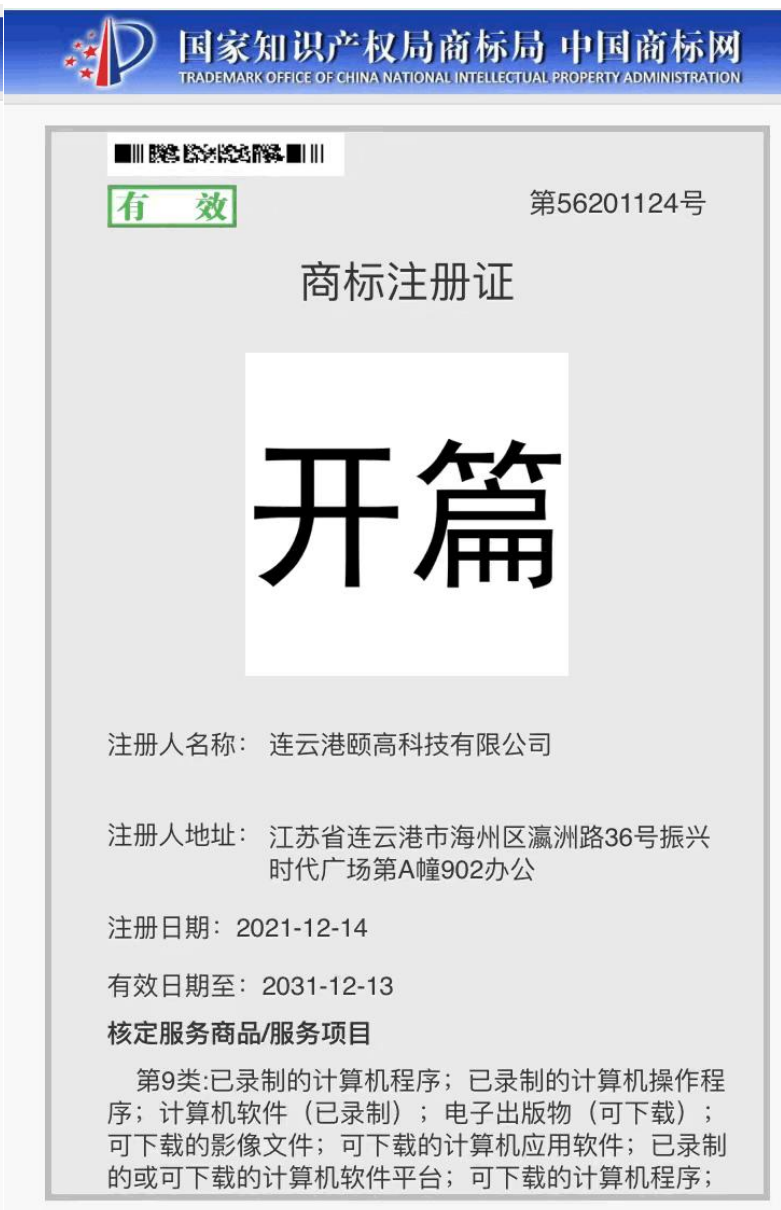 国家知识产权局商标局 中国商标网
TRADEMARK OFFICE OF CHINA NATIONAL INTELLECTUAL PROPERTY ADMINISTRATION
有 效
第56201124号
商标注册证
开篇
注册人名称： 连云港颐高科技有限公司
注册人地址： 江苏省连云港市海州区瀛洲路36号振兴
时代广场第A幢902办公
注册日期：2021-12-14
有效日期至：2031-12-13
核定服务商品/服务项目
第9类:已录制的计算机程序；已录制的计算机操作程
序；计算机软件（已录制）；电子出版物（可下载）；
可下载的影像文件；可下载的计算机应用软件；已录制
的或可下载的计算机软件平台；可下载的计算机程序；